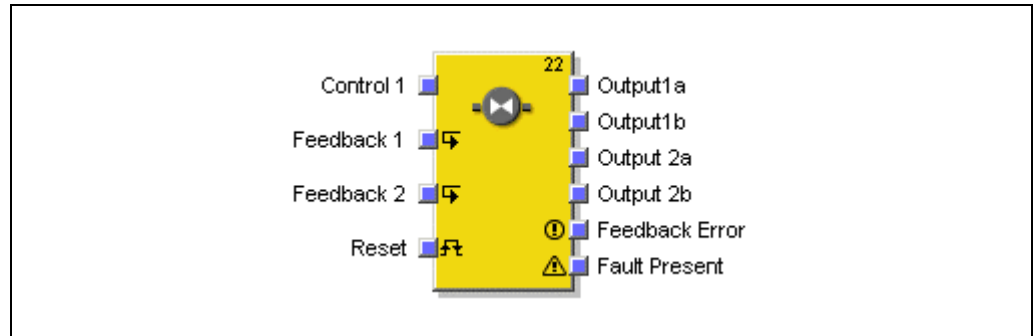 22
Control 1
Feedback 1
Feedback 2
Reset
Output1a
Output1b
Output 2a
Output 2b
Feedback Error
Fault Present